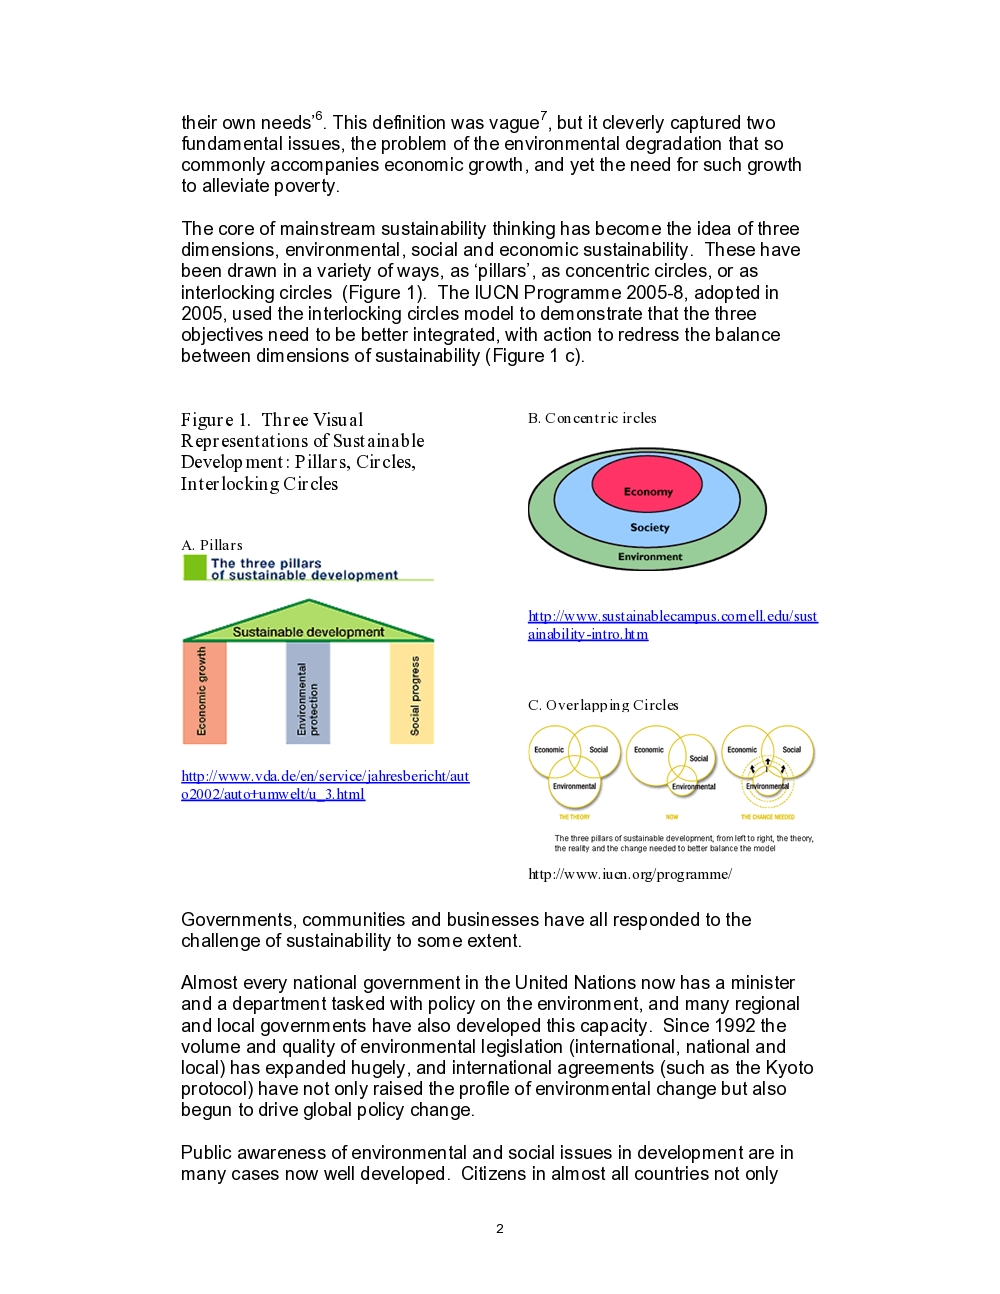 their own needs’6. This definition was vague7, but it cleverly captured two
fundamental issues, the problem of the environmental degradation that so
commonly accompanies economic growth, and yet the need for such growth
to alleviate poverty.
The core of mainstream sustainability thinking has become the idea of three
dimensions, environmental, social and economic sustainability.  These have
been drawn in a variety of ways, as ‘pillars’, as concentric circles, or as
interlocking circles  (Figure 1).  The IUCN Programme 2005-8, adopted in
2005, used the interlocking circles model to demonstrate that the three
objectives need to be better integrated, with action to redress the balance
between dimensions of sustainability (Figure 1 c).
Figure 1.  Three Visual
Representations of Sustainable
Development: Pillars, Circles,
Interlocking Circles
A. Pillars
The three pillars
of sustainable development
Sustainable development
Economic growth
Environmental
protection
Social progress
http://www.vda.de/en/service/jahresbericht/aut
o2002/auto+umwelt/u_3.html
B. Concentric ircles
Economy
Society
Environment
http://www.sustainablecampus.cornell.edu/sust
ainability-intro.htm
C. Overlapping Circles
Economic
Social
Environmental
THE THEORY
Economic
Social
Environmental
NOW
Economic
Social
Environmental
THE CHANGE NEEDED
The three pillars of sustainable development, from left to right, the theory,
the reality and the change needed to better balance the model
http://www.iucn.org/programme/
Governments, communities and businesses have all responded to the
challenge of sustainability to some extent.
Almost every national government in the United Nations now has a minister
and a department tasked with policy on the environment, and many regional
and local governments have also developed this capacity.  Since 1992 the
volume and quality of environmental legislation (international, national and
local) has expanded hugely, and international agreements (such as the Kyoto
protocol) have not only raised the profile of environmental change but also
begun to drive global policy change.
Public awareness of environmental and social issues in development are in
many cases now well developed.  Citizens in almost all countries not only
2